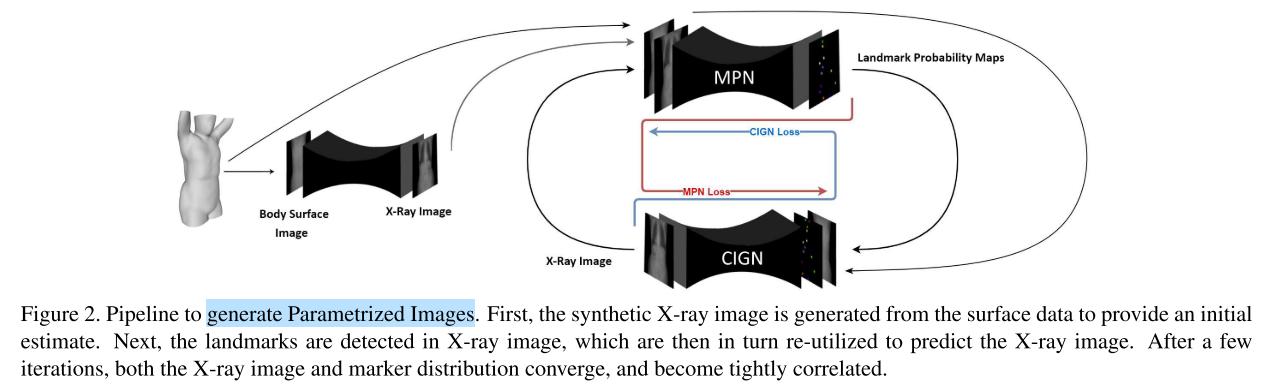 MPN
Landmark Probability Maps
CIGN Loss
MPN Loss
Body Surface
Image
X-Ray Image
X-Ray Image
CIGN
Figure 2. Pipeline to generate Parametrized Images. First, the synthetic X-ray image is generated from the surface data to provide an initial
estimate. Next, the landmarks are detected in X-ray image, which are then in turn re-utilized to predict the X-ray image. After a few
iterations, both the X-ray image and marker distribution converge, and become tightly correlated.